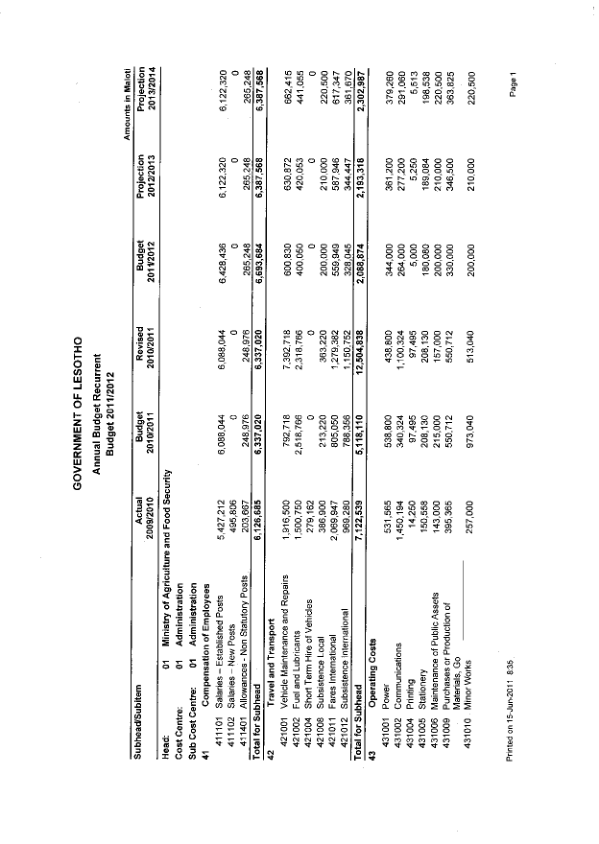 GOVERNMENT OF LESOTHO
Annual Budget Recurrent
Budget 2011/2012
Amounts in Maloti
Subhead/Subitem Actual 2009/2010 Budget 2010/2011 Revised 2010/2011 Budget 2011/2012 Projection 2012/2013 Projection 2013/2014
Head: 01 Ministry of Agriculture and Food Security
Cost Centre: 01 Administration
Sub Cost Centre: 01 Administration
41 Compensation of Employees
411101 Salaries – Established Posts 5,427,212 6,088,044 6,088,044 6,428,436 6,122,320 6,122,320
411102 Salaries – New Posts 495,806 0 0 0 0 0
411401 Allowances - Non Statutory Posts 203,667 248,976 248,976 265,248 265,248 265,248
Total for Subhead 6,126,685 6,337,020 6,337,020 6,693,684 6,387,568 6,387,568
42 Travel and Transport
421001 Vehicle Maintenance and Repairs 1,916,500 792,718 7,392,718 600,830 630,872 662,415
421002 Fuel and Lubricants 1,500,750 2,518,766 2,318,766 400,050 420,053 441,055
421004 Short Term Hire of Vehicles 279,162 0 0 0 0 0
421008 Subsistence Local 386,900 213,220 363,220 200,000 210,000 220,500
421011 Fares International 2,069,947 805,050 1,279,382 559,949 587,946 617,347
421012 Subsistence International 969,280 788,356 1,150,752 328,045 344,447 361,670
Total for Subhead 7,122,539 5,118,110 12,504,838 2,088,874 2,193,318 2,302,987
43 Operating Costs
431001 Power 531,565 538,600 438,600 344,000 361,200 379,260
431002 Communications 1,450,194 340,324 1,100,324 264,000 277,200 291,060
431004 Printing 14,250 97,495 97,495 5,000 5,250 5,513
431005 Stationery 150,558 208,130 208,130 180,080 189,084 198,538
431006 Maintenance of Public Assets 143,000 215,000 157,000 200,000 210,000 220,500
431009 Purchases or Production of 395,365 550,712 550,712 330,000 346,500 363,825
Materials, Go
431010 Minor Works 257,000 973,040 513,040 200,000 210,000 220,500
Printed on 15-Jun-2011 8:35
Page 1